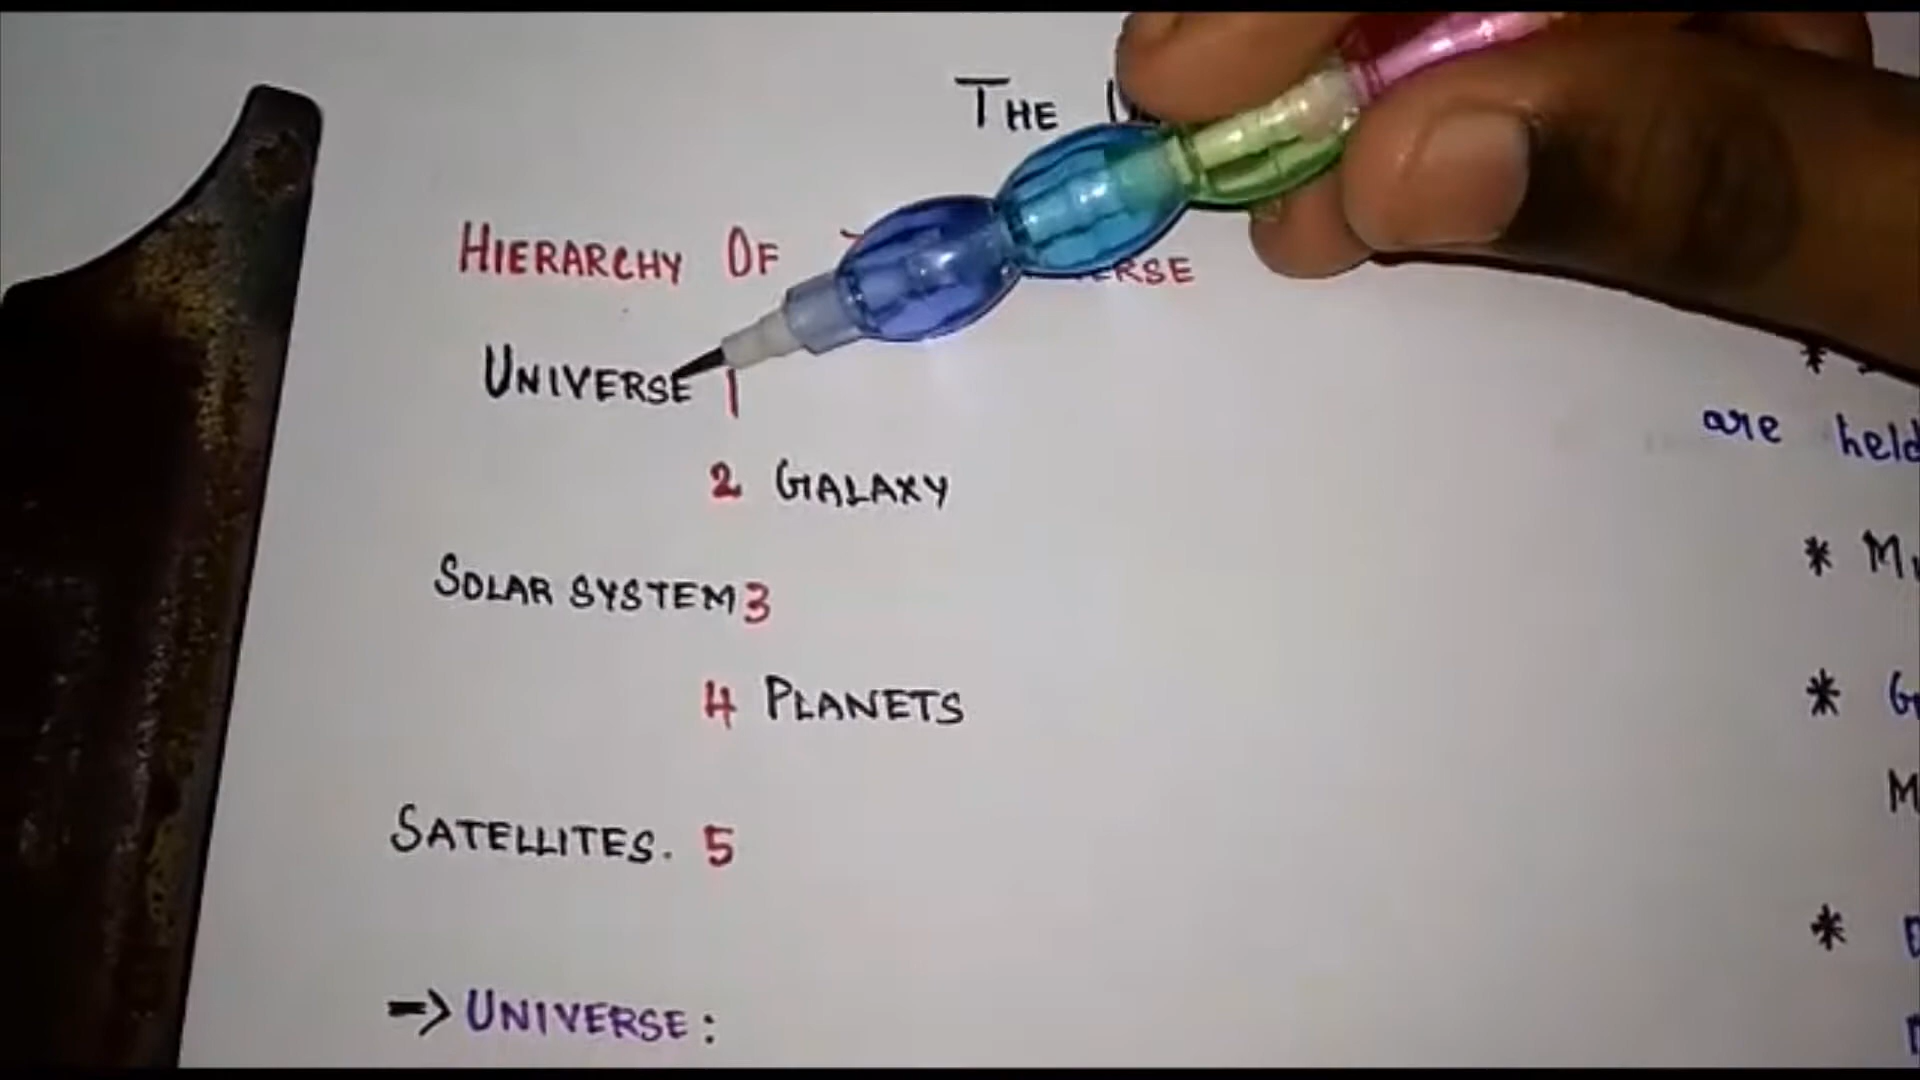 THE
HIERARCHY OF
UNIVERSE 1
2 GALAXY
SOLAR SYSTEM 3
4 PLANETS
SATELLITES. 5
=> UNIVERSE:
*
are held
*
*
*